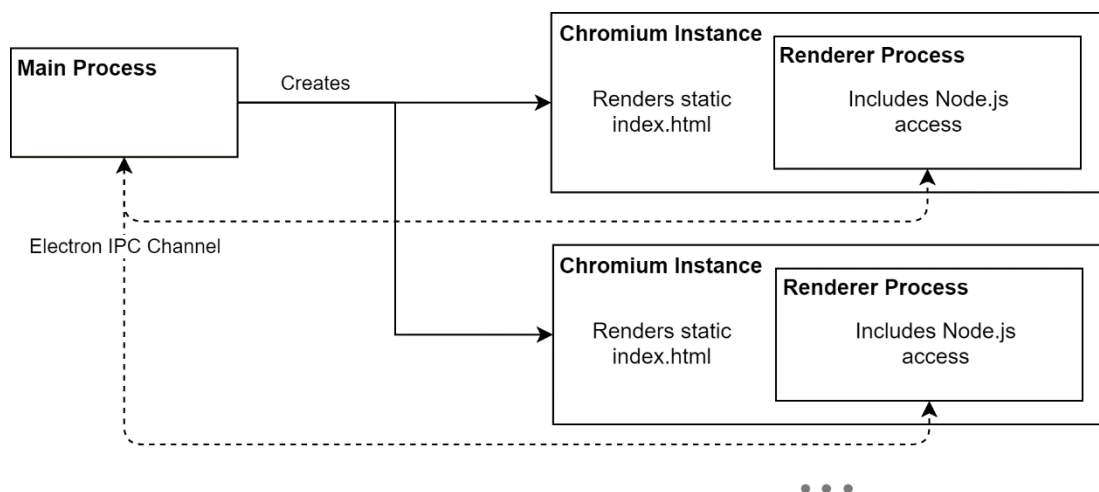 Main Process
Creates
Chromium Instance
Renders static
index.html
Renderer Process
Includes Node.js
access
Electron IPC Channel
Chromium Instance
Renders static
index.html
Renderer Process
Includes Node.js
access